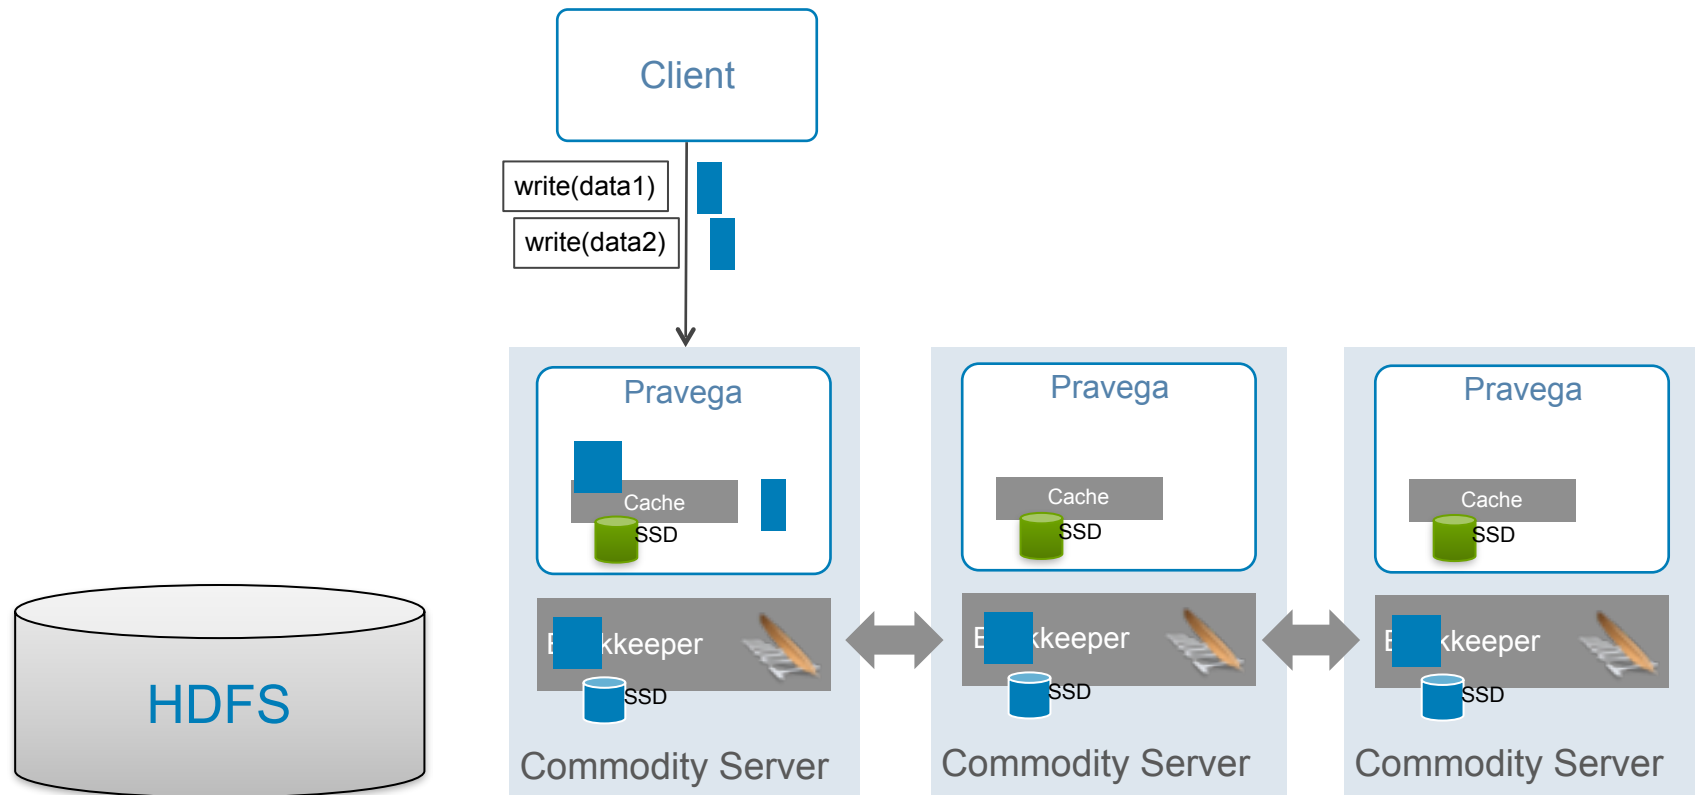 Client
write(data1)
write(data2)
Pravega
Cache
SSD
kkeeper
SSD
Commodity Server
Pravega
Cache
SSD
kkeeper
SSD
Commodity Server
Pravega
Cache
SSD
kkeeper
SSD
Commodity Server
HDFS